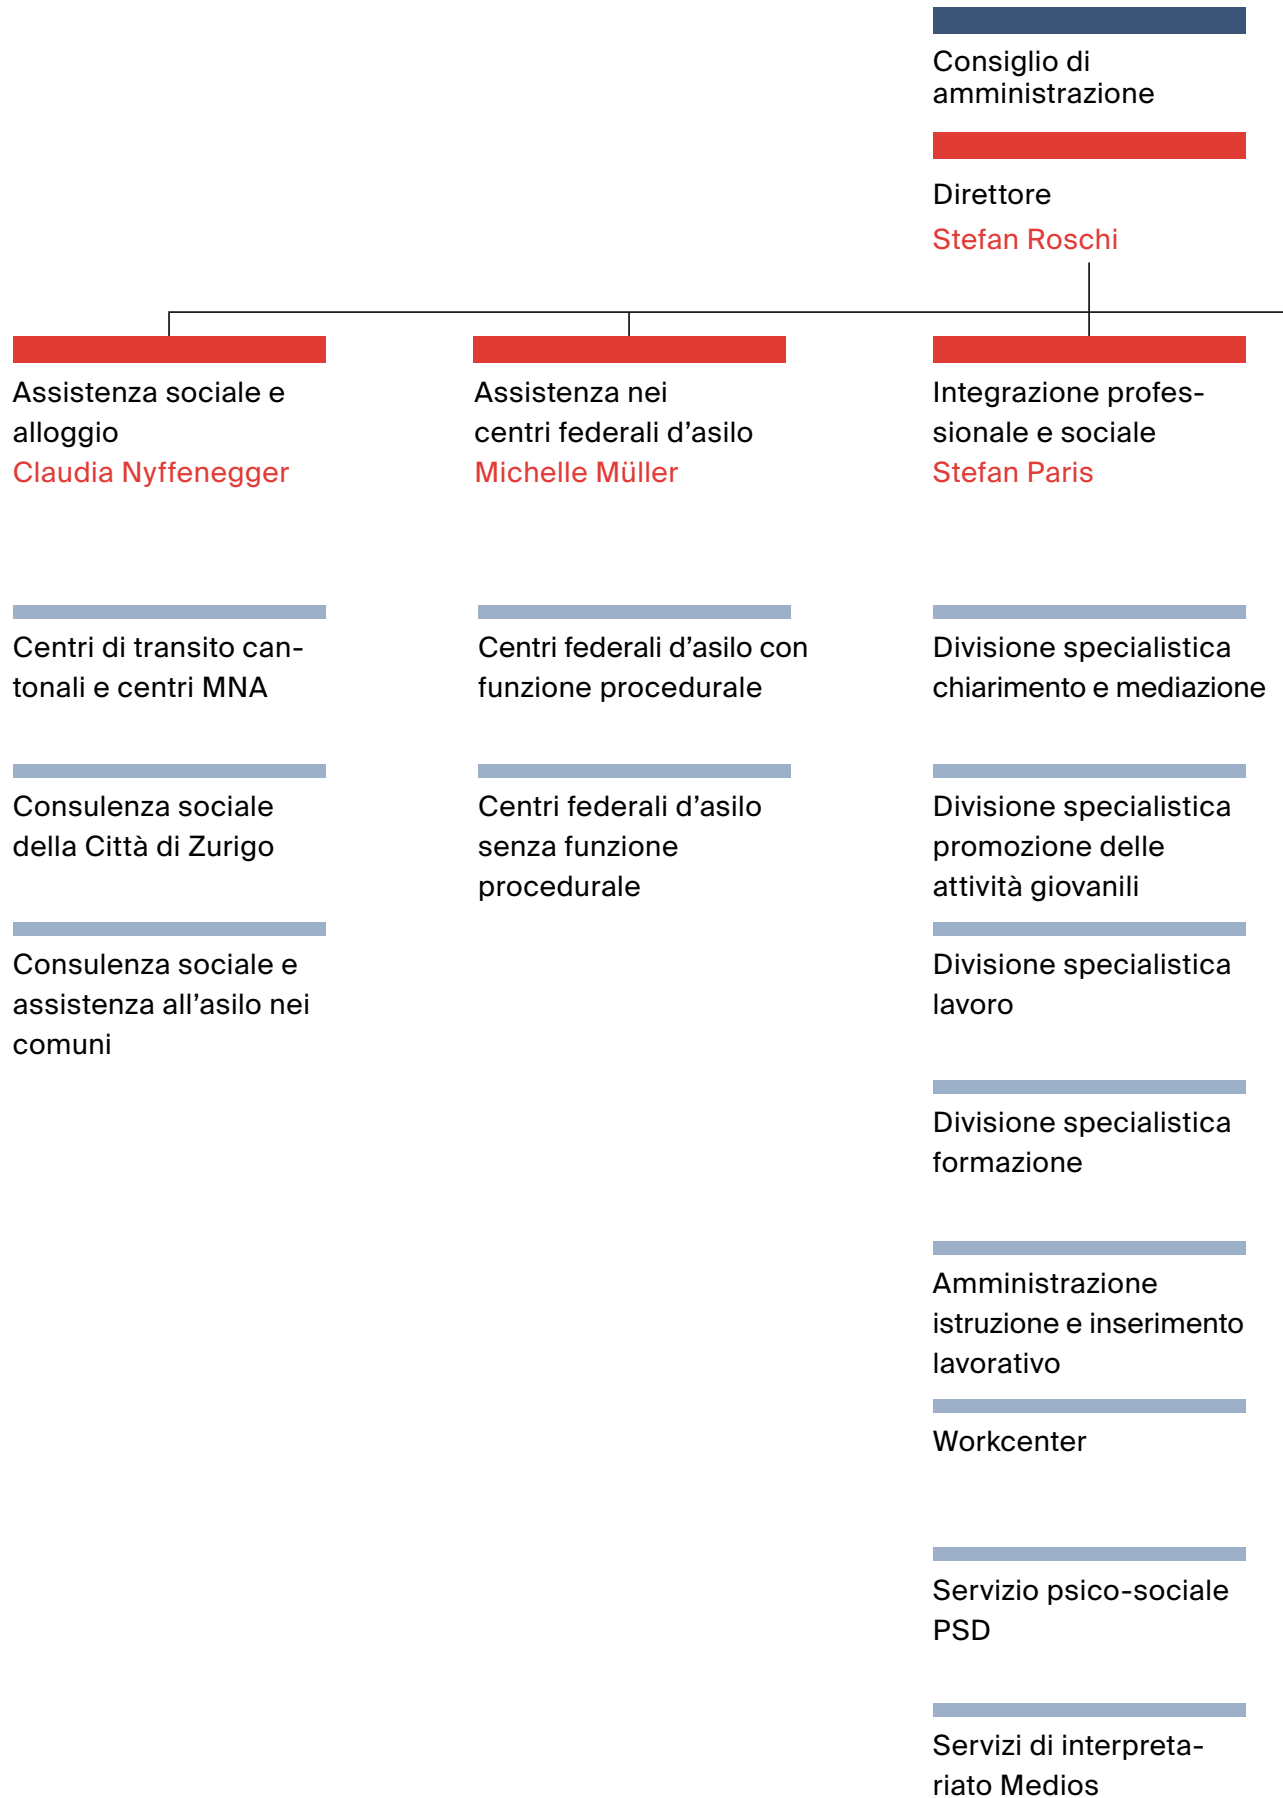 Consiglio di
amministrazione
Direttore
Stefan Roschi
Assistenza sociale e
alloggio
Claudia Nyffenegger
Assistenza nei
centri federali d’asilo
Michelle Müller
Integrazione profes-
sionale e sociale
Stefan Paris
Centri di transito can-
tonali e centri MNA
Consulenza sociale
della Città di Zurigo
Consulenza sociale e
assistenza all’asilo nei
comuni
Centri federali d’asilo con
funzione procedurale
Centri federali d’asilo
senza funzione
procedurale
Divisione specialistica
chiarimento e mediazione
Divisione specialistica
promozione delle
attività giovanili
Divisione specialistica
lavoro
Divisione specialistica
formazione
Amministrazione
istruzione e inserimento
lavorativo
Workcenter
Servizio psico-sociale
PSD
Servizi di interpreta-
riato Medios